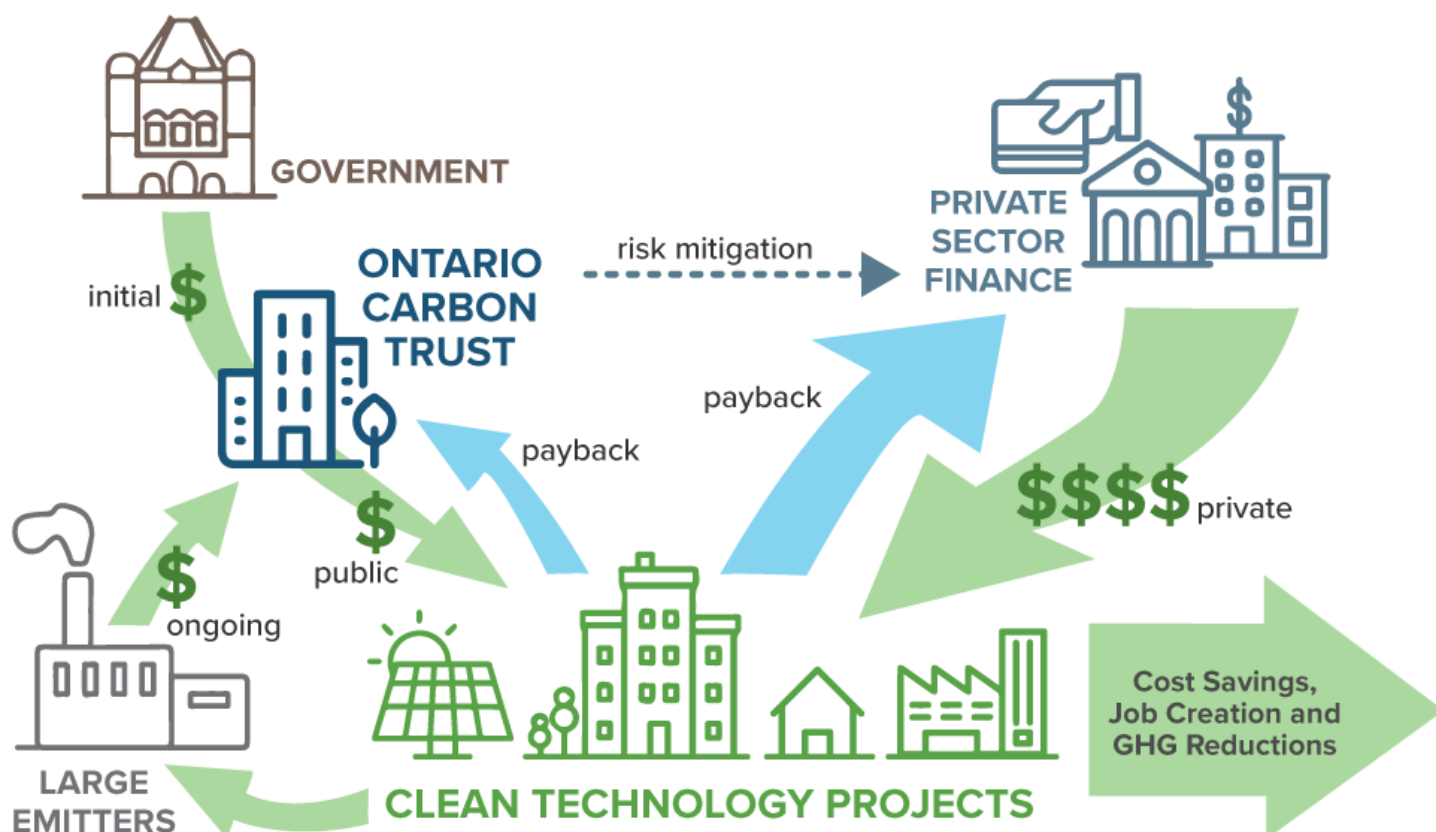 GOVERNMENT
PRIVATE
SECTOR
FINANCE
risk mitigation
ONTARIO
CARBON
TRUST
initial $
payback
payback
$
public
$$$$ private
$
ongoing
Cost Savings,
Job Creation and
GHG Reductions
LARGE
EMITTERS
CLEAN TECHNOLOGY PROJECTS
$